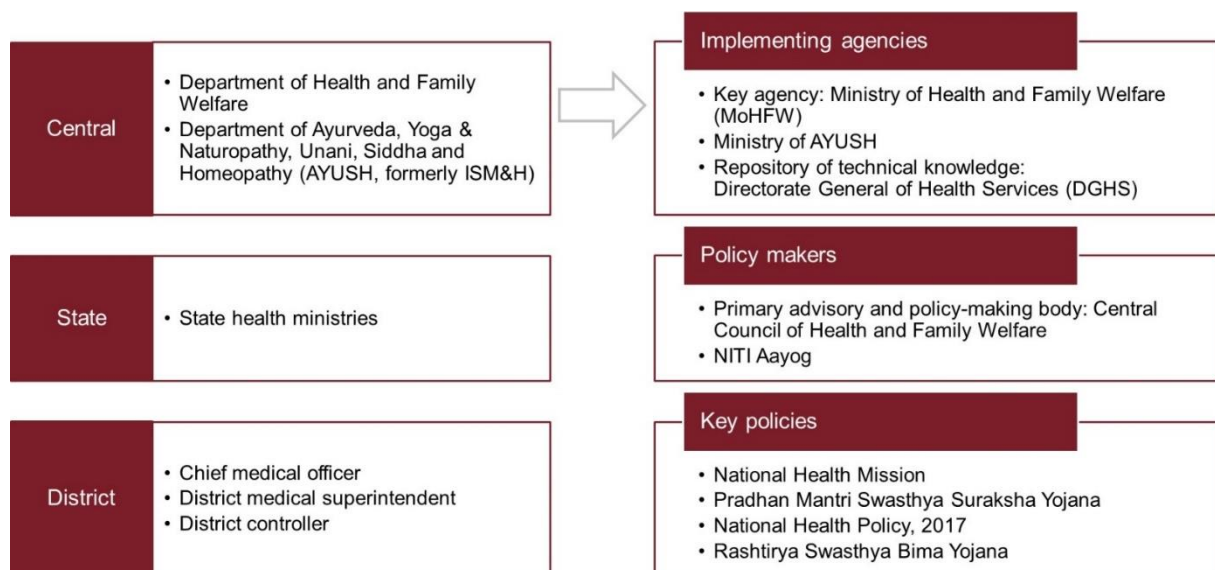 Central
• Department of Health and Family
Welfare
• Department of Ayurveda, Yoga &
Naturopathy, Unani, Siddha and
Homeopathy (AYUSH, formerly ISM&H)
Implementing agencies
• Key agency: Ministry of Health and Family Welfare
(MoHFW)
• Ministry of AYUSH
• Repository of technical knowledge:
Directorate General of Health Services (DGHS)
State
• State health ministries
Policy makers
• Primary advisory and policy-making body: Central
Council of Health and Family Welfare
• NITI Aayog
District
• Chief medical officer
• District medical superintendent
• District controller
Key policies
• National Health Mission
• Pradhan Mantri Swasthya Suraksha Yojana
• National Health Policy, 2017
• Rashtirya Swasthya Bima Yojana